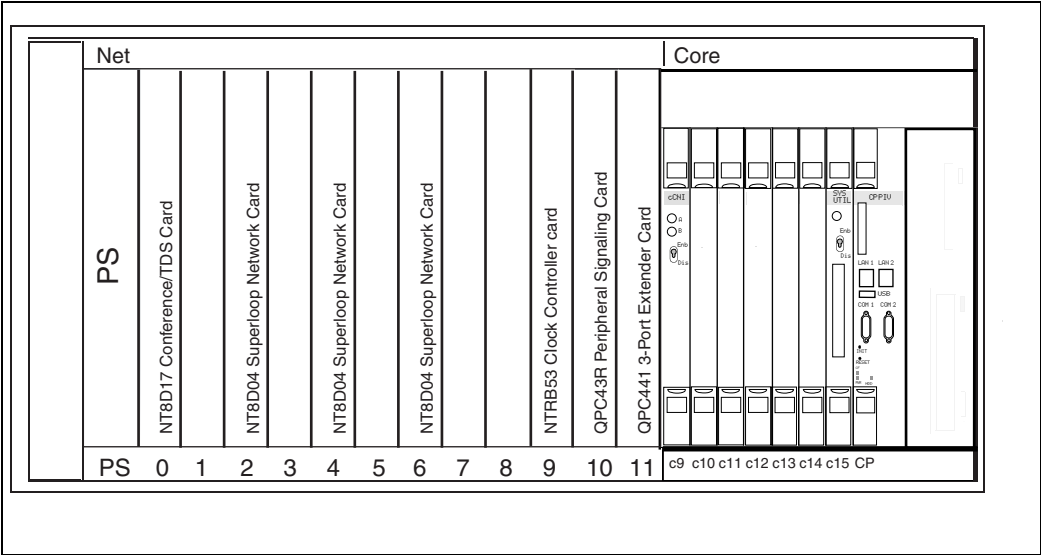 Net
Core
PS
NT8D17 Conference/TDS Card
NT8D04 Superloop Network Card
NT8D04 Superloop Network Card
NT8D04 Superloop Network Card
NTRB53 Clock Controller card
QPC43R Peripheral Signaling Card
QPC441 3-Port Extender Card
cCNI
A
B
Enb
Dis
SYS
UTIL
Enb
Dis
CPPIV
LAN 1 LAN 2
USB
COM 1 COM 2
INIT
RESET
PS 0 1 2 3 4 5 6 7 8 9 10 11
c9 c10 c11 c12 c13 c14 c15 CP